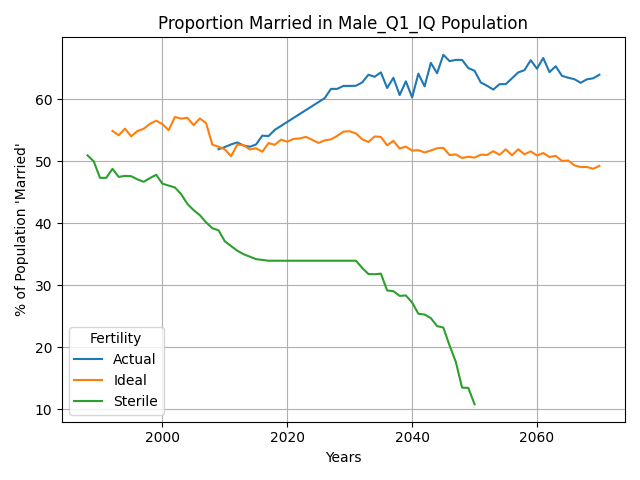 Proportion Married in Male_Q1_IQ Population
% of Population 'Married'
60
50
40
30
20
10
Fertility
Actual
Ideal
Sterile
2000
2020
2040
2060
Years